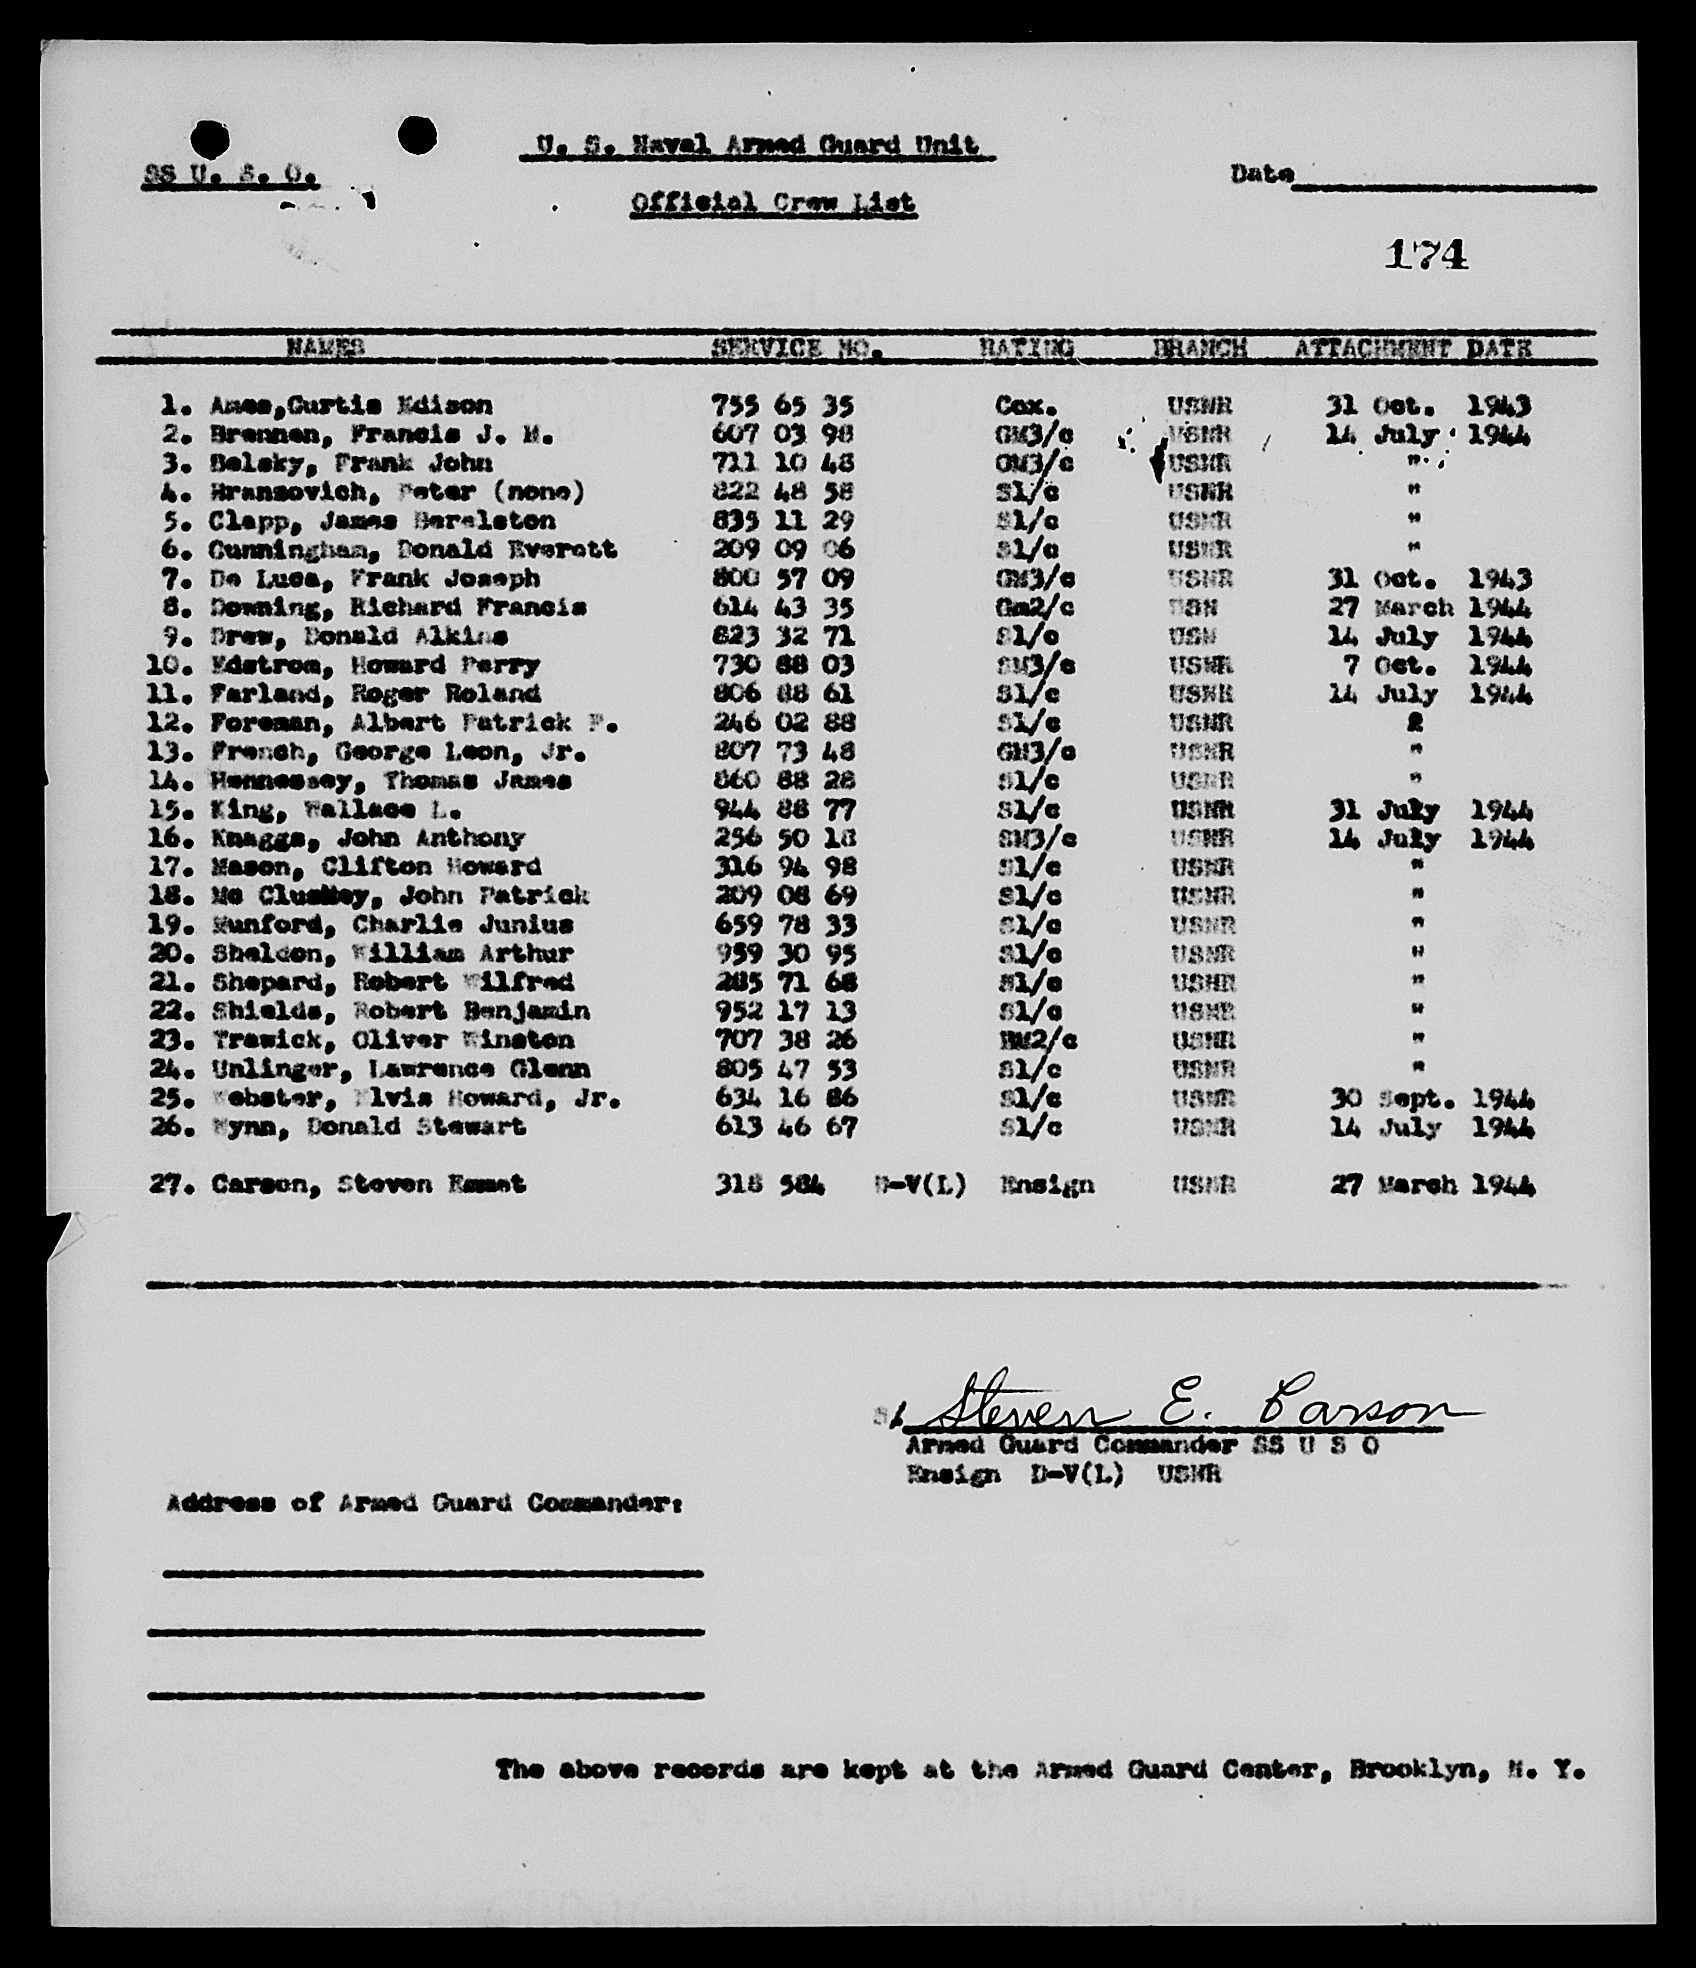 U. S. Naval Armed Guard Unit
SS U. S. O.
Date
Official Crew List
174
NAMES SERVICE NO. RATING BRANCH ATTACHMENT DATE
1. Ames,Curtis Edison 755 65 35 Cox. USNR 31 Oct. 1943
2. Brennen, Francis J. M. 607 03 98 GM3/c USNR 14 July 1944
3. Belsky, Frank John 711 10 48 GM3/c USNR "
4. Bransovich, Peter (none) 822 48 58 S1/c USNR "
5. Clapp, James 835 11 29 S1/c USNR "
6. Cunningham, Donald Everett 209 09 06 S1/c USNR "
7. De Luca, Frank Joseph 800 57 09 GM3/c USNR 31 Oct. 1943
8. Downing, Richard Francis 614 43 35 Gm2/c USN 27 March 1944
9. Drew, Donald Alkins 823 32 71 S1/c USN 14 July 1944
10. Edstrom, Howard Perry 730 88 03 SM3/c USNR 7 Oct. 1944
11. Farland, Roger Roland 806 88 61 S1/c USNR 14 July 1944
12. Foreman, Albert Patrick F. 246 02 88 S1/c USNR
13. French, George Leon, Jr. 807 73 48 GM3/c USNR "
14. Hennessey, Thomas James 860 88 28 S1/c USNR "
15. King, Wallace L. 944 88 77 S1/c USNR 31 July 1944
16. Knaggs, John Anthony 256 50 18 SM3/c USNR 14 July 1944
17. Mason, Clifton Howard 316 94 98 S1/c USNR "
18. Mc Cluskey, John Patrick 209 08 69 S1/c USNR "
19. Munford, Charlie Junius 659 78 33 S1/c USNR "
20. Sheldon, William Arthur 959 30 95 S1/c USNR "
21. Shepard, Robert Wilfred 285 71 68 S1/c USNR "
22. Shields, Robert Benjamin 952 17 13 S1/c USNR "
23. Trawick, Oliver Winston 707 38 26 RM2/c USNR "
24. Unlinger, Lawrence Glenn 805 47 53 S1/c USNR "
25. Webster, Elvis Howard, Jr. 634 16 86 S1/c USNR 30 Sept. 1944
26. Wynn, Donald Stewart 613 46 67 S1/c USNR 14 July 1944
27. Carson, Steven Emmet 318 584 D-V(L) Ensign USNR 27 March 1944
S/ Steven E. Carson
Armed Guard Commander SS U S O
Ensign D-V(L) USNR
Address of Armed Guard Commander:
The above records are kept at the Armed Guard Center, Brooklyn, N. Y.